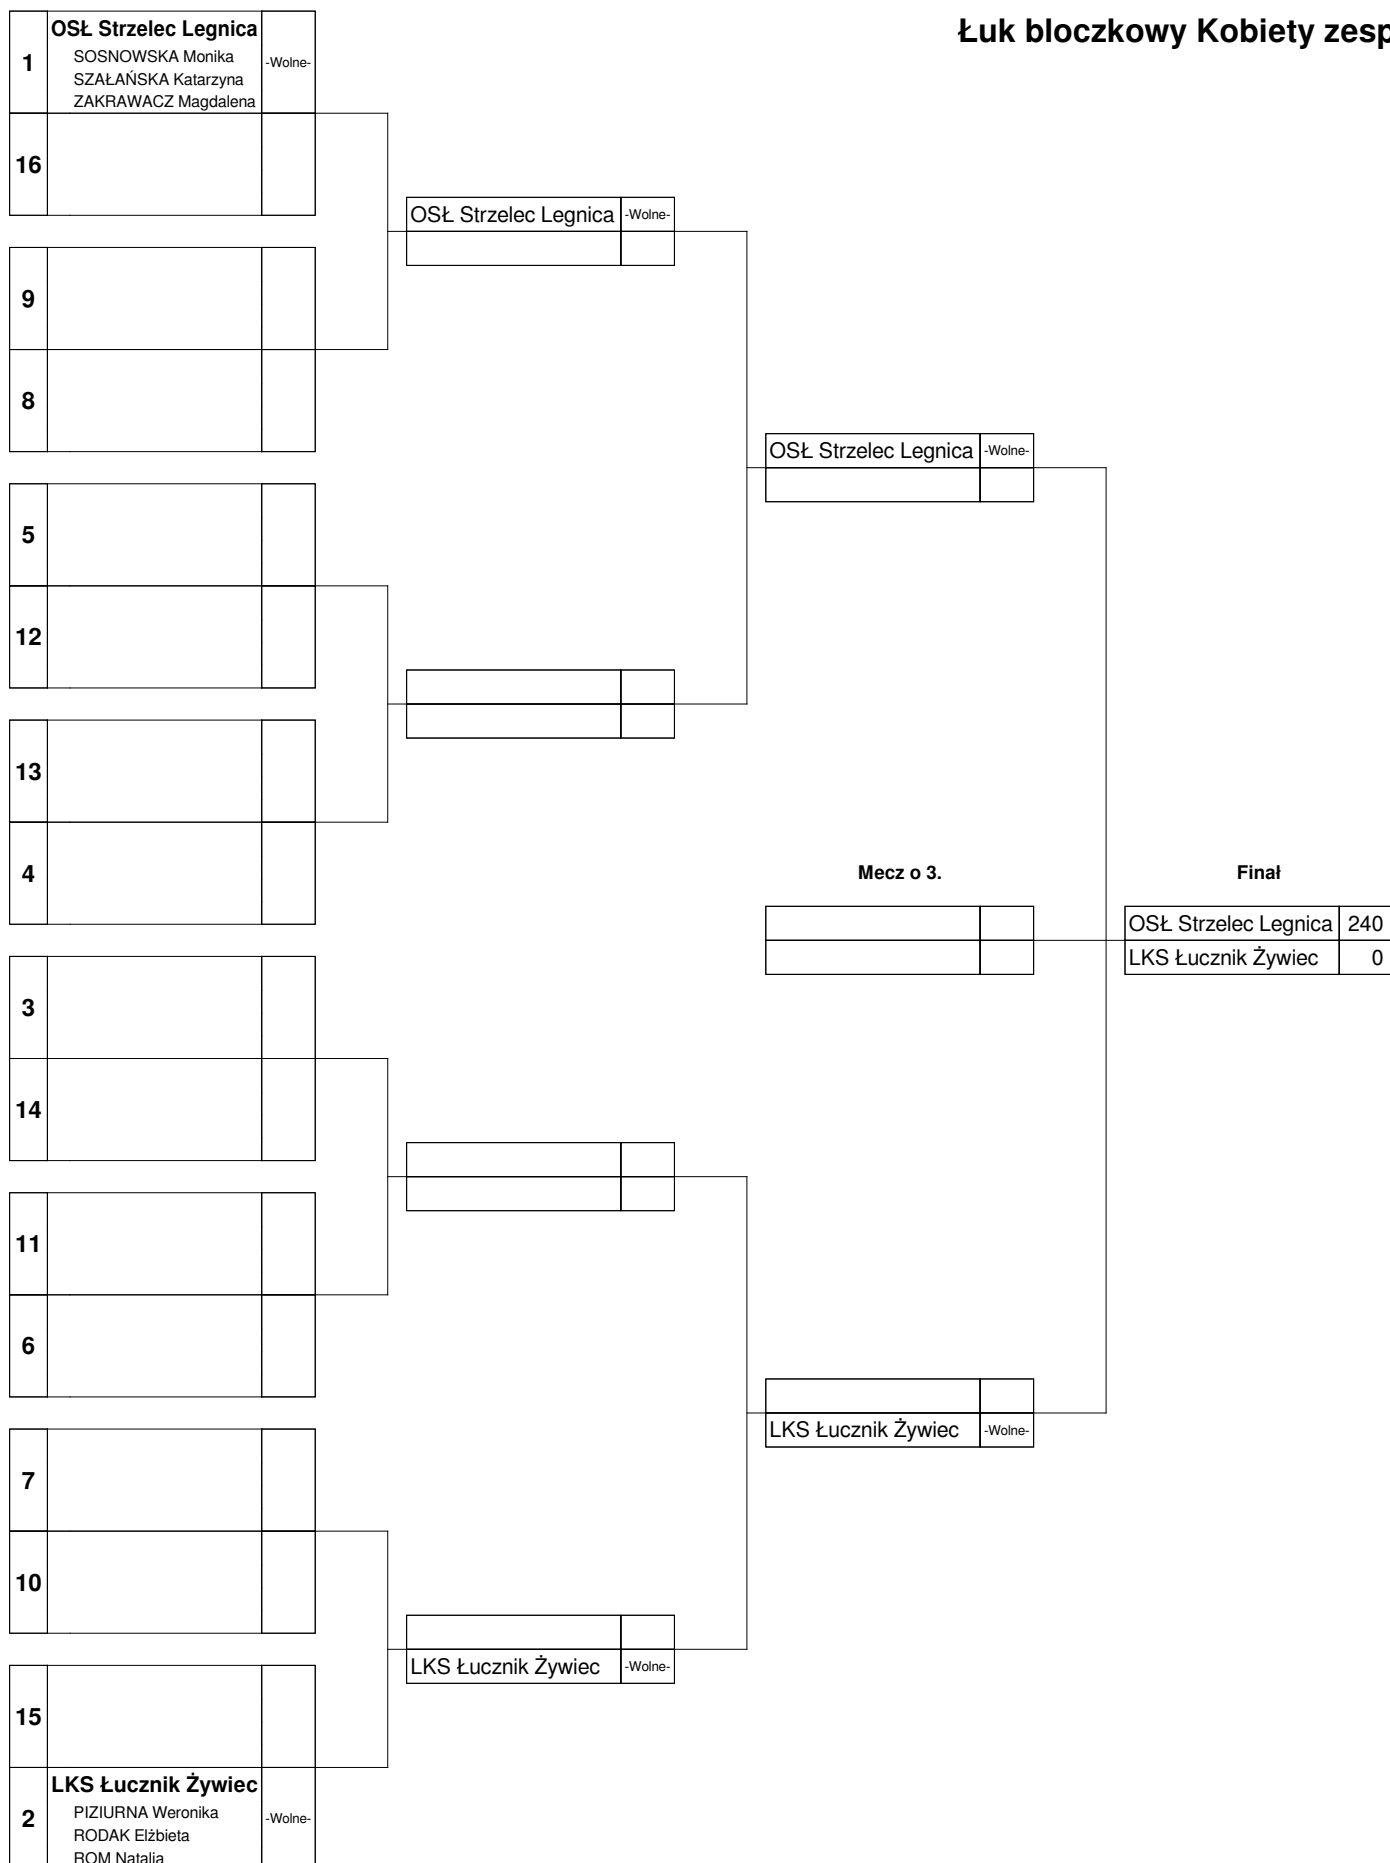 Łuk bloczkowy Kobiety zesp
1
OSŁ Strzelec Legnica
SOSNOWSKA Monika
SZAŁAŃSKA Katarzyna
ZAKRAWACZ Magdalena
-Wolne-
16
OSŁ Strzelec Legnica -Wolne-
9
8
OSŁ Strzelec Legnica -Wolne-
5
12
13
4
Mecz o 3.
Finał
OSŁ Strzelec Legnica 240
LKS Łucznik Żywiec 0
3
14
11
6
LKS Łucznik Żywiec -Wolne-
7
10
LKS Łucznik Żywiec -Wolne-
15
2
LKS Łucznik Żywiec
PIZIURNA Weronika
RODAK Elżbieta
ROM Natalia
-Wolne-